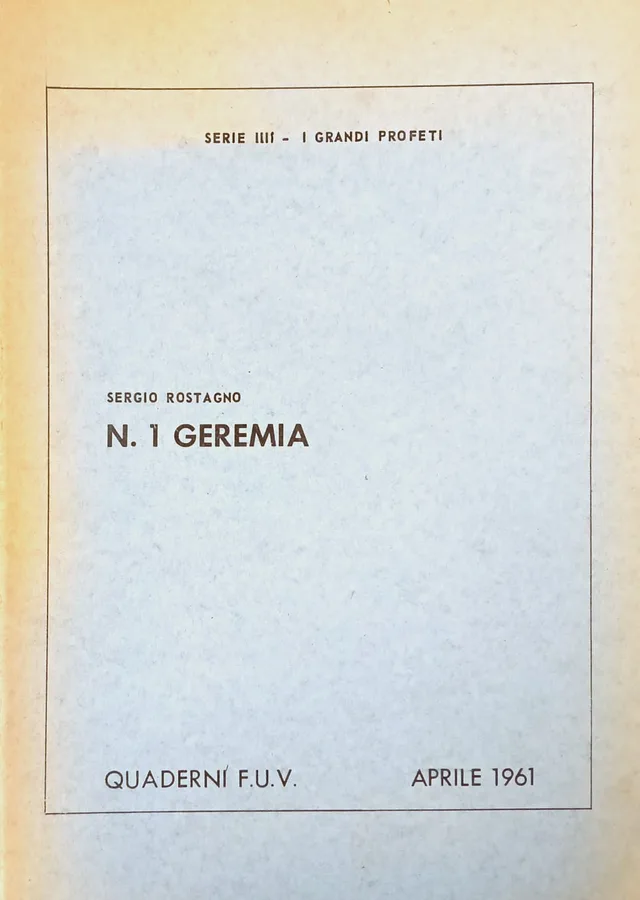 SERIE IIII - I GRANDI PROFETI
SERGIO ROSTAGNO
N. 1 GEREMIA
QUADERNI F.U.V. APRILE 1961